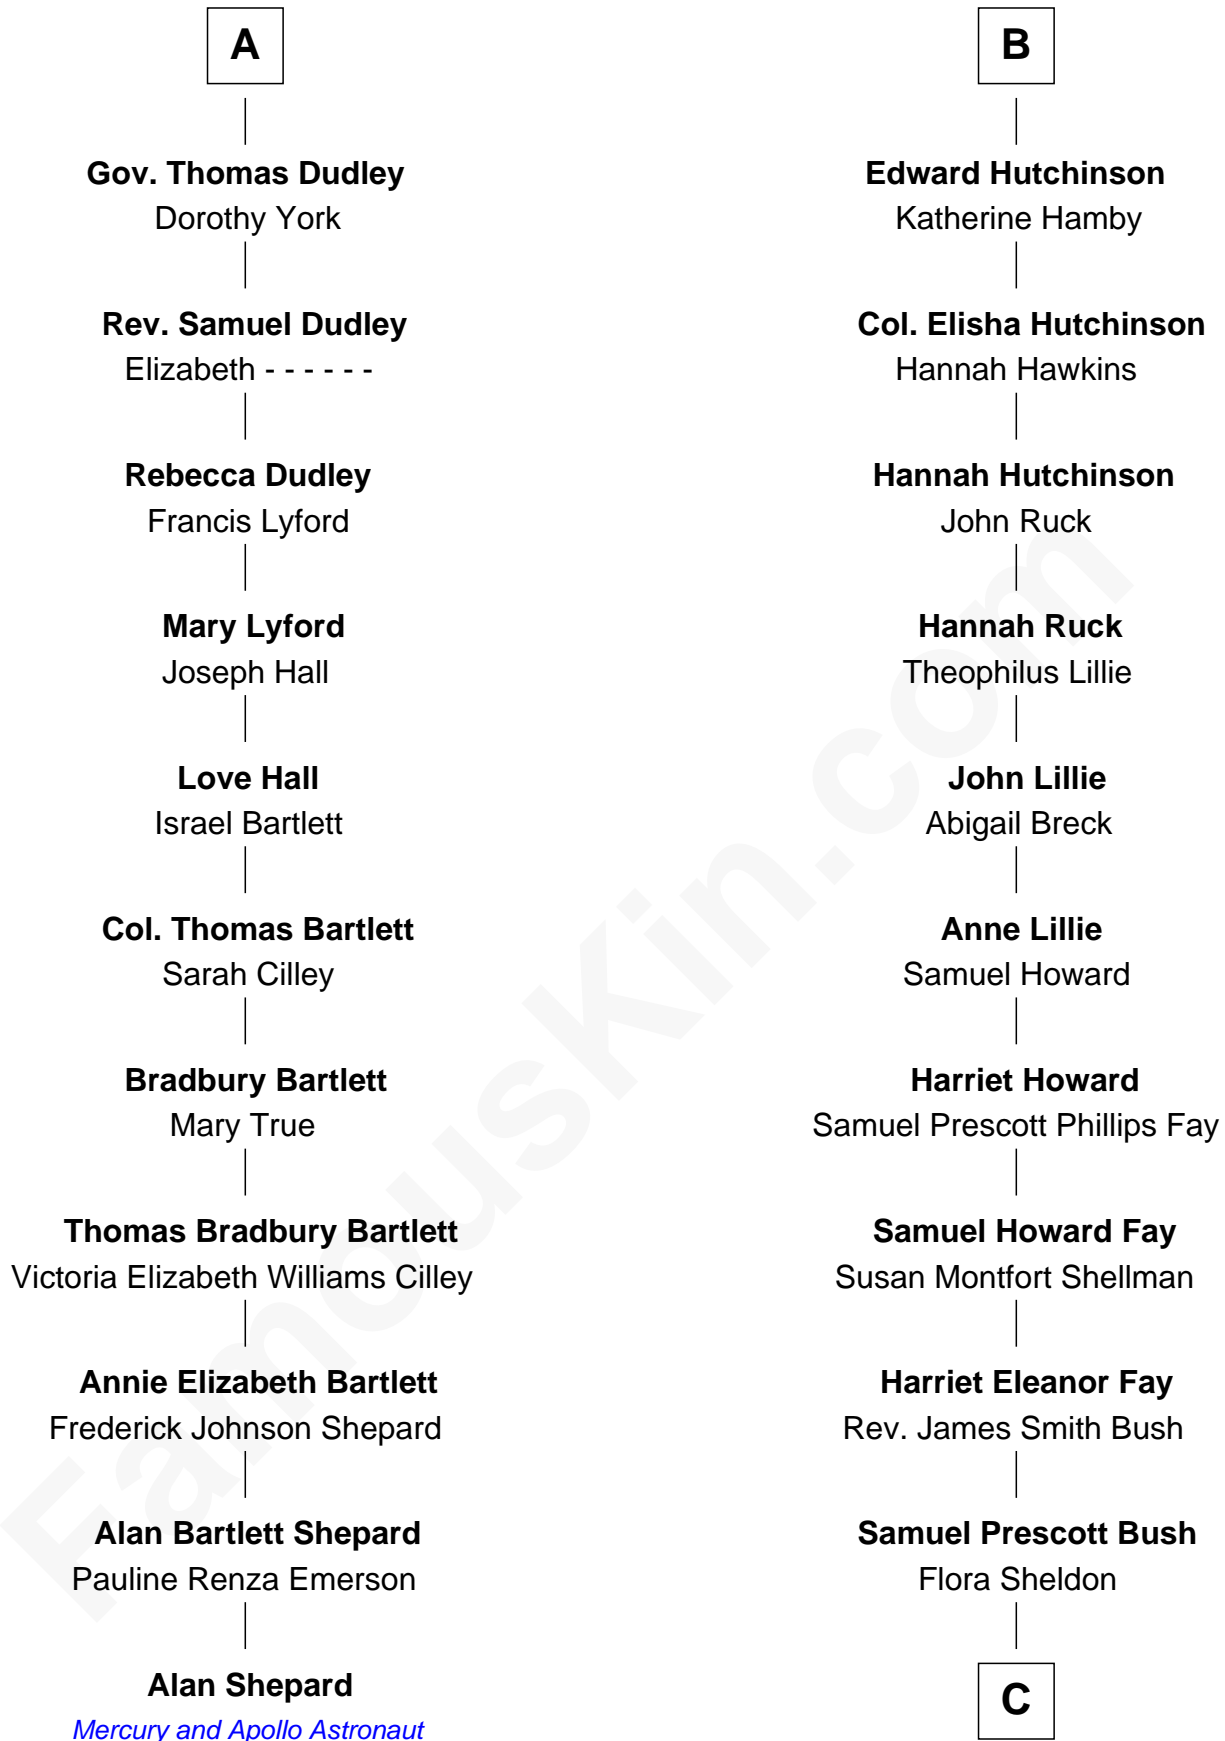 A
Gov. Thomas Dudley
Dorothy York
Rev. Samuel Dudley
Elizabeth - - - - - -
Rebecca Dudley
Francis Lyford
Mary Lyford
Joseph Hall
Love Hall
Israel Bartlett
Col. Thomas Bartlett
Sarah Cilley
Bradbury Bartlett
Mary True
Thomas Bradbury Bartlett
Victoria Elizabeth Williams Cilley
Annie Elizabeth Bartlett
Frederick Johnson Shepard
Alan Bartlett Shepard
Pauline Renza Emerson
Alan Shepard
Mercury and Apollo Astronaut
B
Edward Hutchinson
Katherine Hamby
Col. Elisha Hutchinson
Hannah Hawkins
Hannah Hutchinson
John Ruck
Hannah Ruck
Theophilus Lillie
John Lillie
Abigail Breck
Anne Lillie
Samuel Howard
Harriet Howard
Samuel Prescott Phillips Fay
Samuel Howard Fay
Susan Montfort Shellman
Harriet Eleanor Fay
Rev. James Smith Bush
Samuel Prescott Bush
Flora Sheldon
C
FamousKin.com